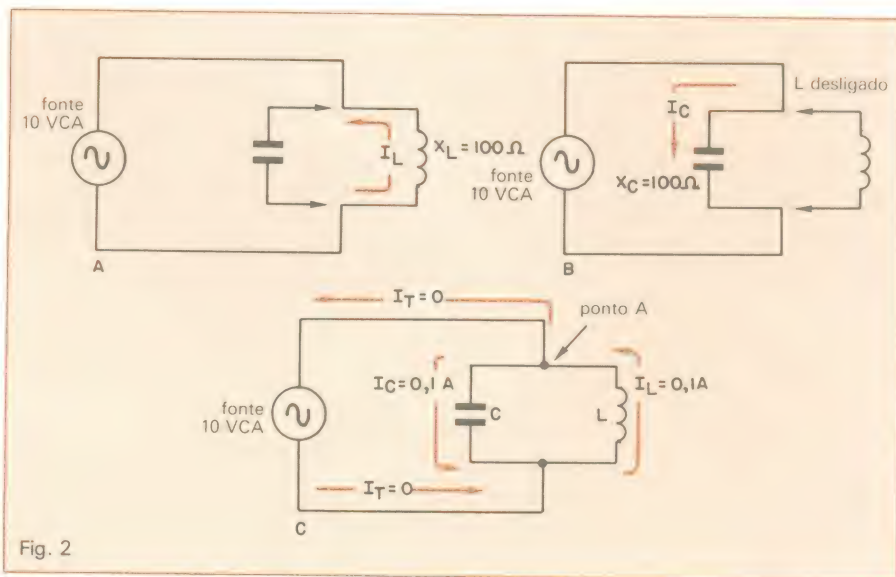 fonte
10 VCA
I_L
X_L = 100 Ω
A
fonte
10 VCA
I_C
L desligado
X_C = 100Ω
B
I_T = 0
ponto A
fonte
10 VCA
I_C = 0,1 A
C
L
I_L = 0,1A
I_T = 0
C
Fig. 2